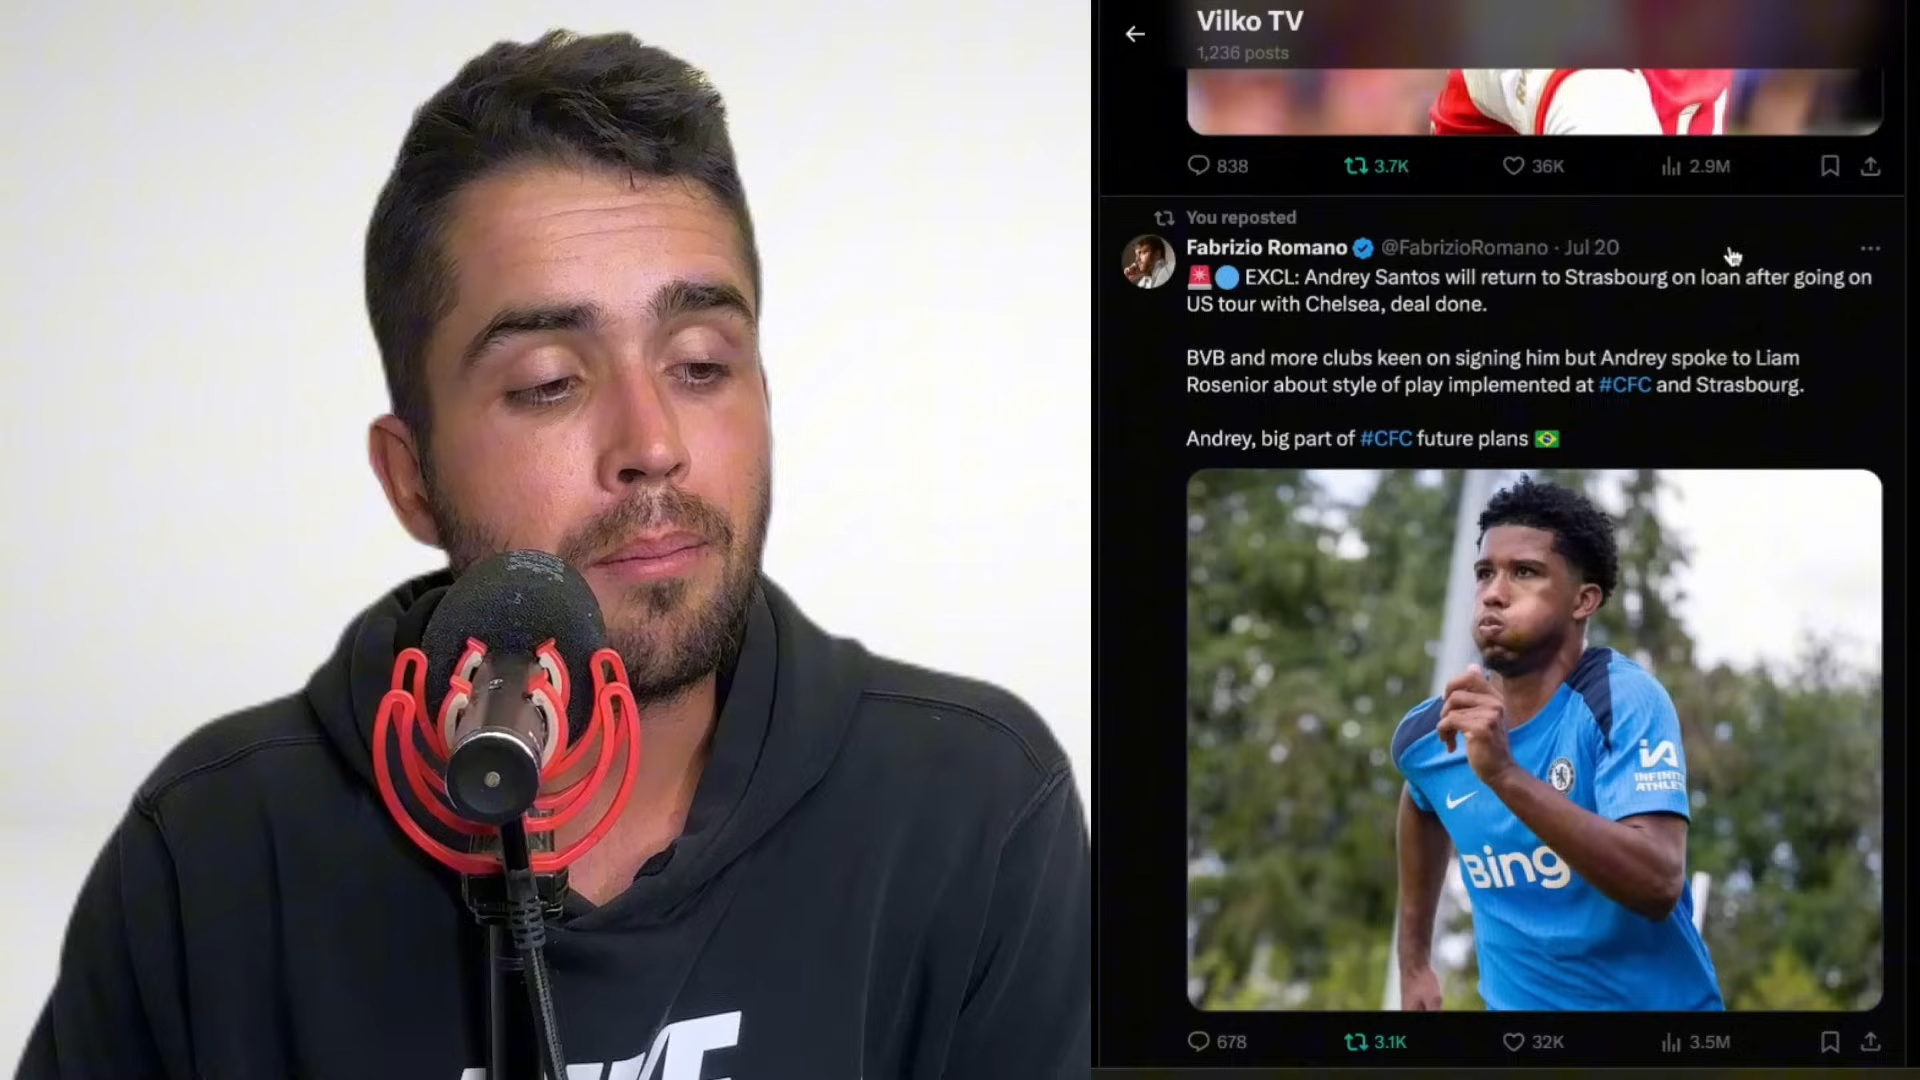 Vilko TV
1,236 posts
838 3.7K 36K 2.9M
You reposted
Fabrizio Romano @FabrizioRomano · Jul 20
🚨🔵 EXCL: Andrey Santos will return to Strasbourg on loan after going on
US tour with Chelsea, deal done.
BVB and more clubs keen on signing him but Andrey spoke to Liam
Rosenior about style of play implemented at #CFC and Strasbourg.
Andrey, big part of #CFC future plans 🇧🇷
INFINITE
ATHLETE
Bing
678 3.1K 32K 3.5M